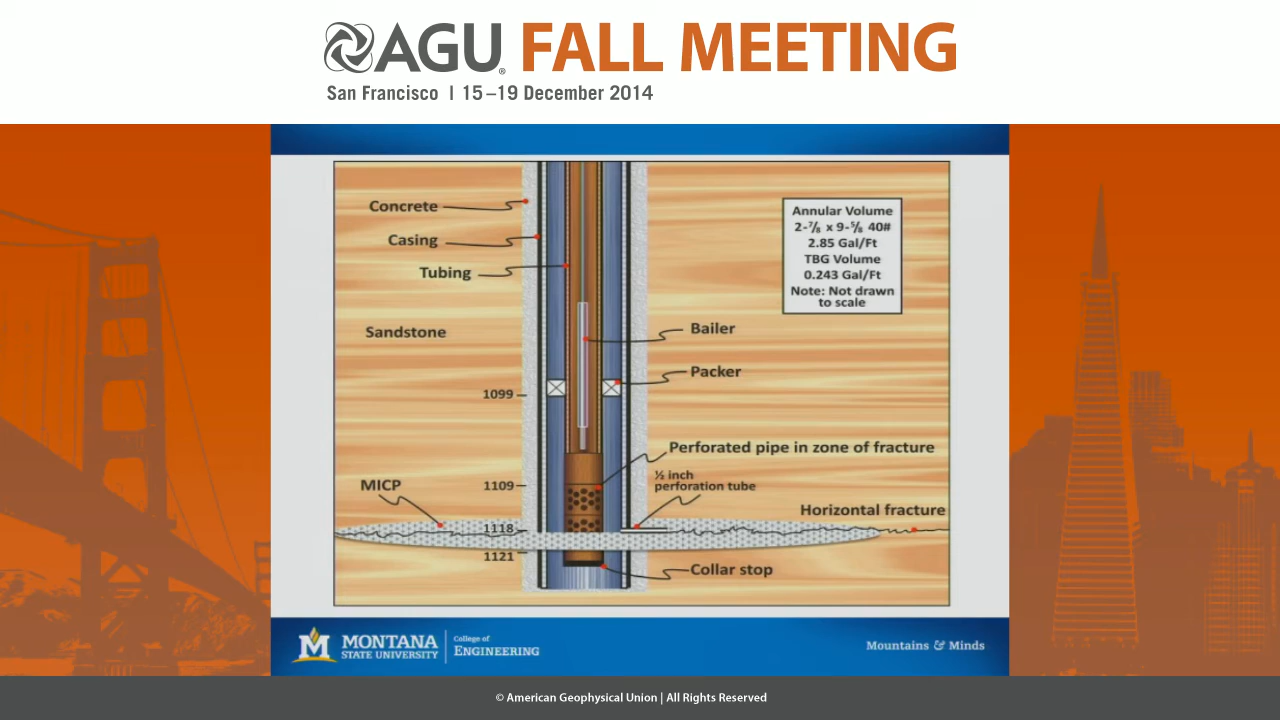 AGU® FALL MEETING
San Francisco | 15–19 December 2014
Concrete
Casing
Tubing
Sandstone
Annular Volume
2-⅞ x 9-⅝ 40#
2.85 Gal/Ft
TBG Volume
0.243 Gal/Ft
Note: Not drawn
to scale
Bailer
Packer
1099
Perforated pipe in zone of fracture
½ inch
perforation tube
MICP
1109
Horizontal fracture
1118
1121
Collar stop
M MONTANA
STATE UNIVERSITY
College of
ENGINEERING
Mountains & Minds
© American Geophysical Union | All Rights Reserved